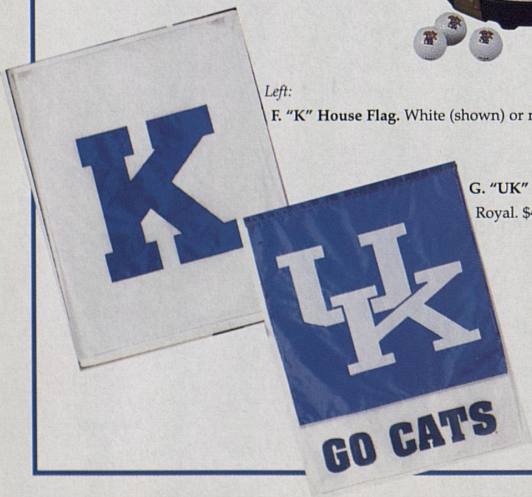 Left:
F. "K" House Flag. White (shown) or
G. "UK"
Royal.
K
UK
GO CATS